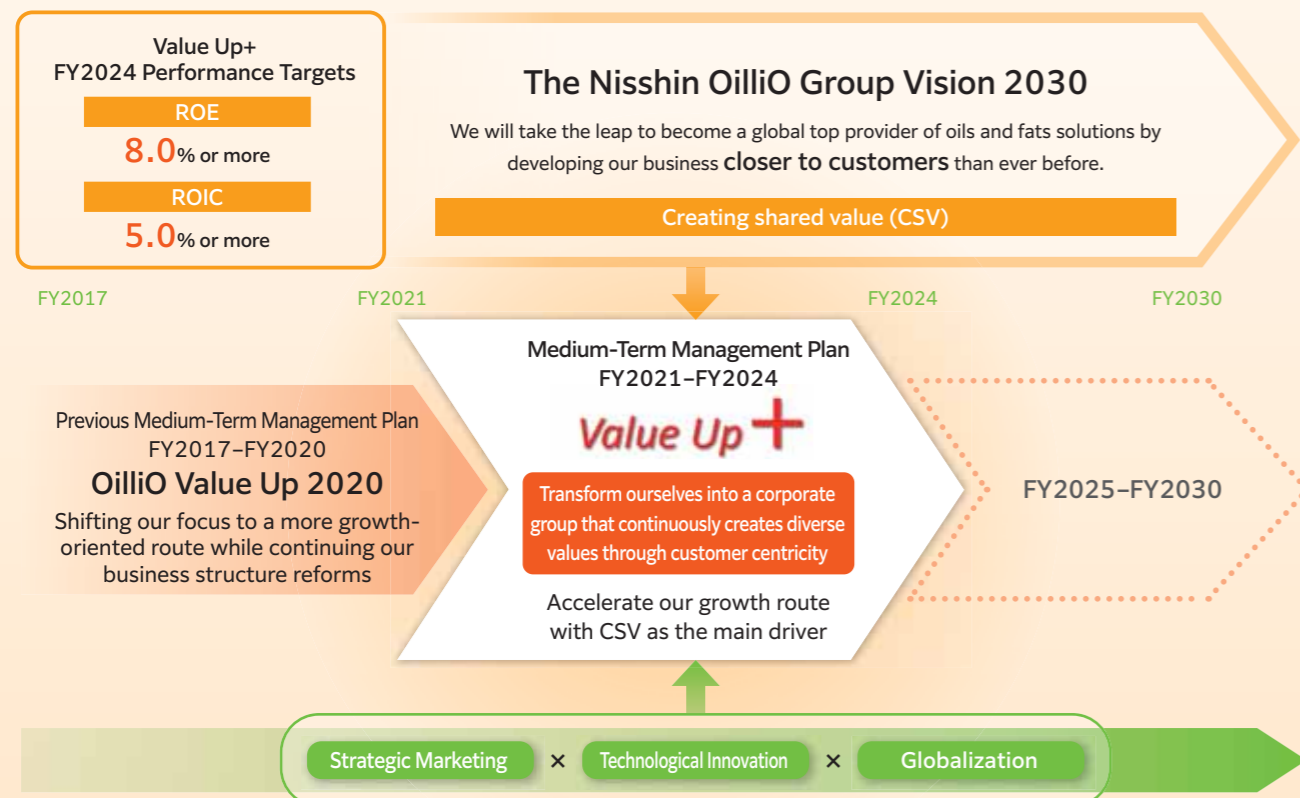 Value Up+
FY2024 Performance Targets
ROE
8.0% or more
ROIC
5.0% or more
The Nisshin OilliO Group Vision 2030
We will take the leap to become a global top provider of oils and fats solutions by
developing our business closer to customers than ever before.
Creating shared value (CSV)
FY2017
FY2021
FY2024
FY2030
Previous Medium-Term Management Plan
FY2017–FY2020
OilliO Value Up 2020
Shifting our focus to a more growth-
oriented route while continuing our
business structure reforms
Medium-Term Management Plan
FY2021–FY2024
Value Up +
Transform ourselves into a corporate
group that continuously creates diverse
values through customer centricity
Accelerate our growth route
with CSV as the main driver
FY2025–FY2030
Strategic Marketing × Technological Innovation × Globalization